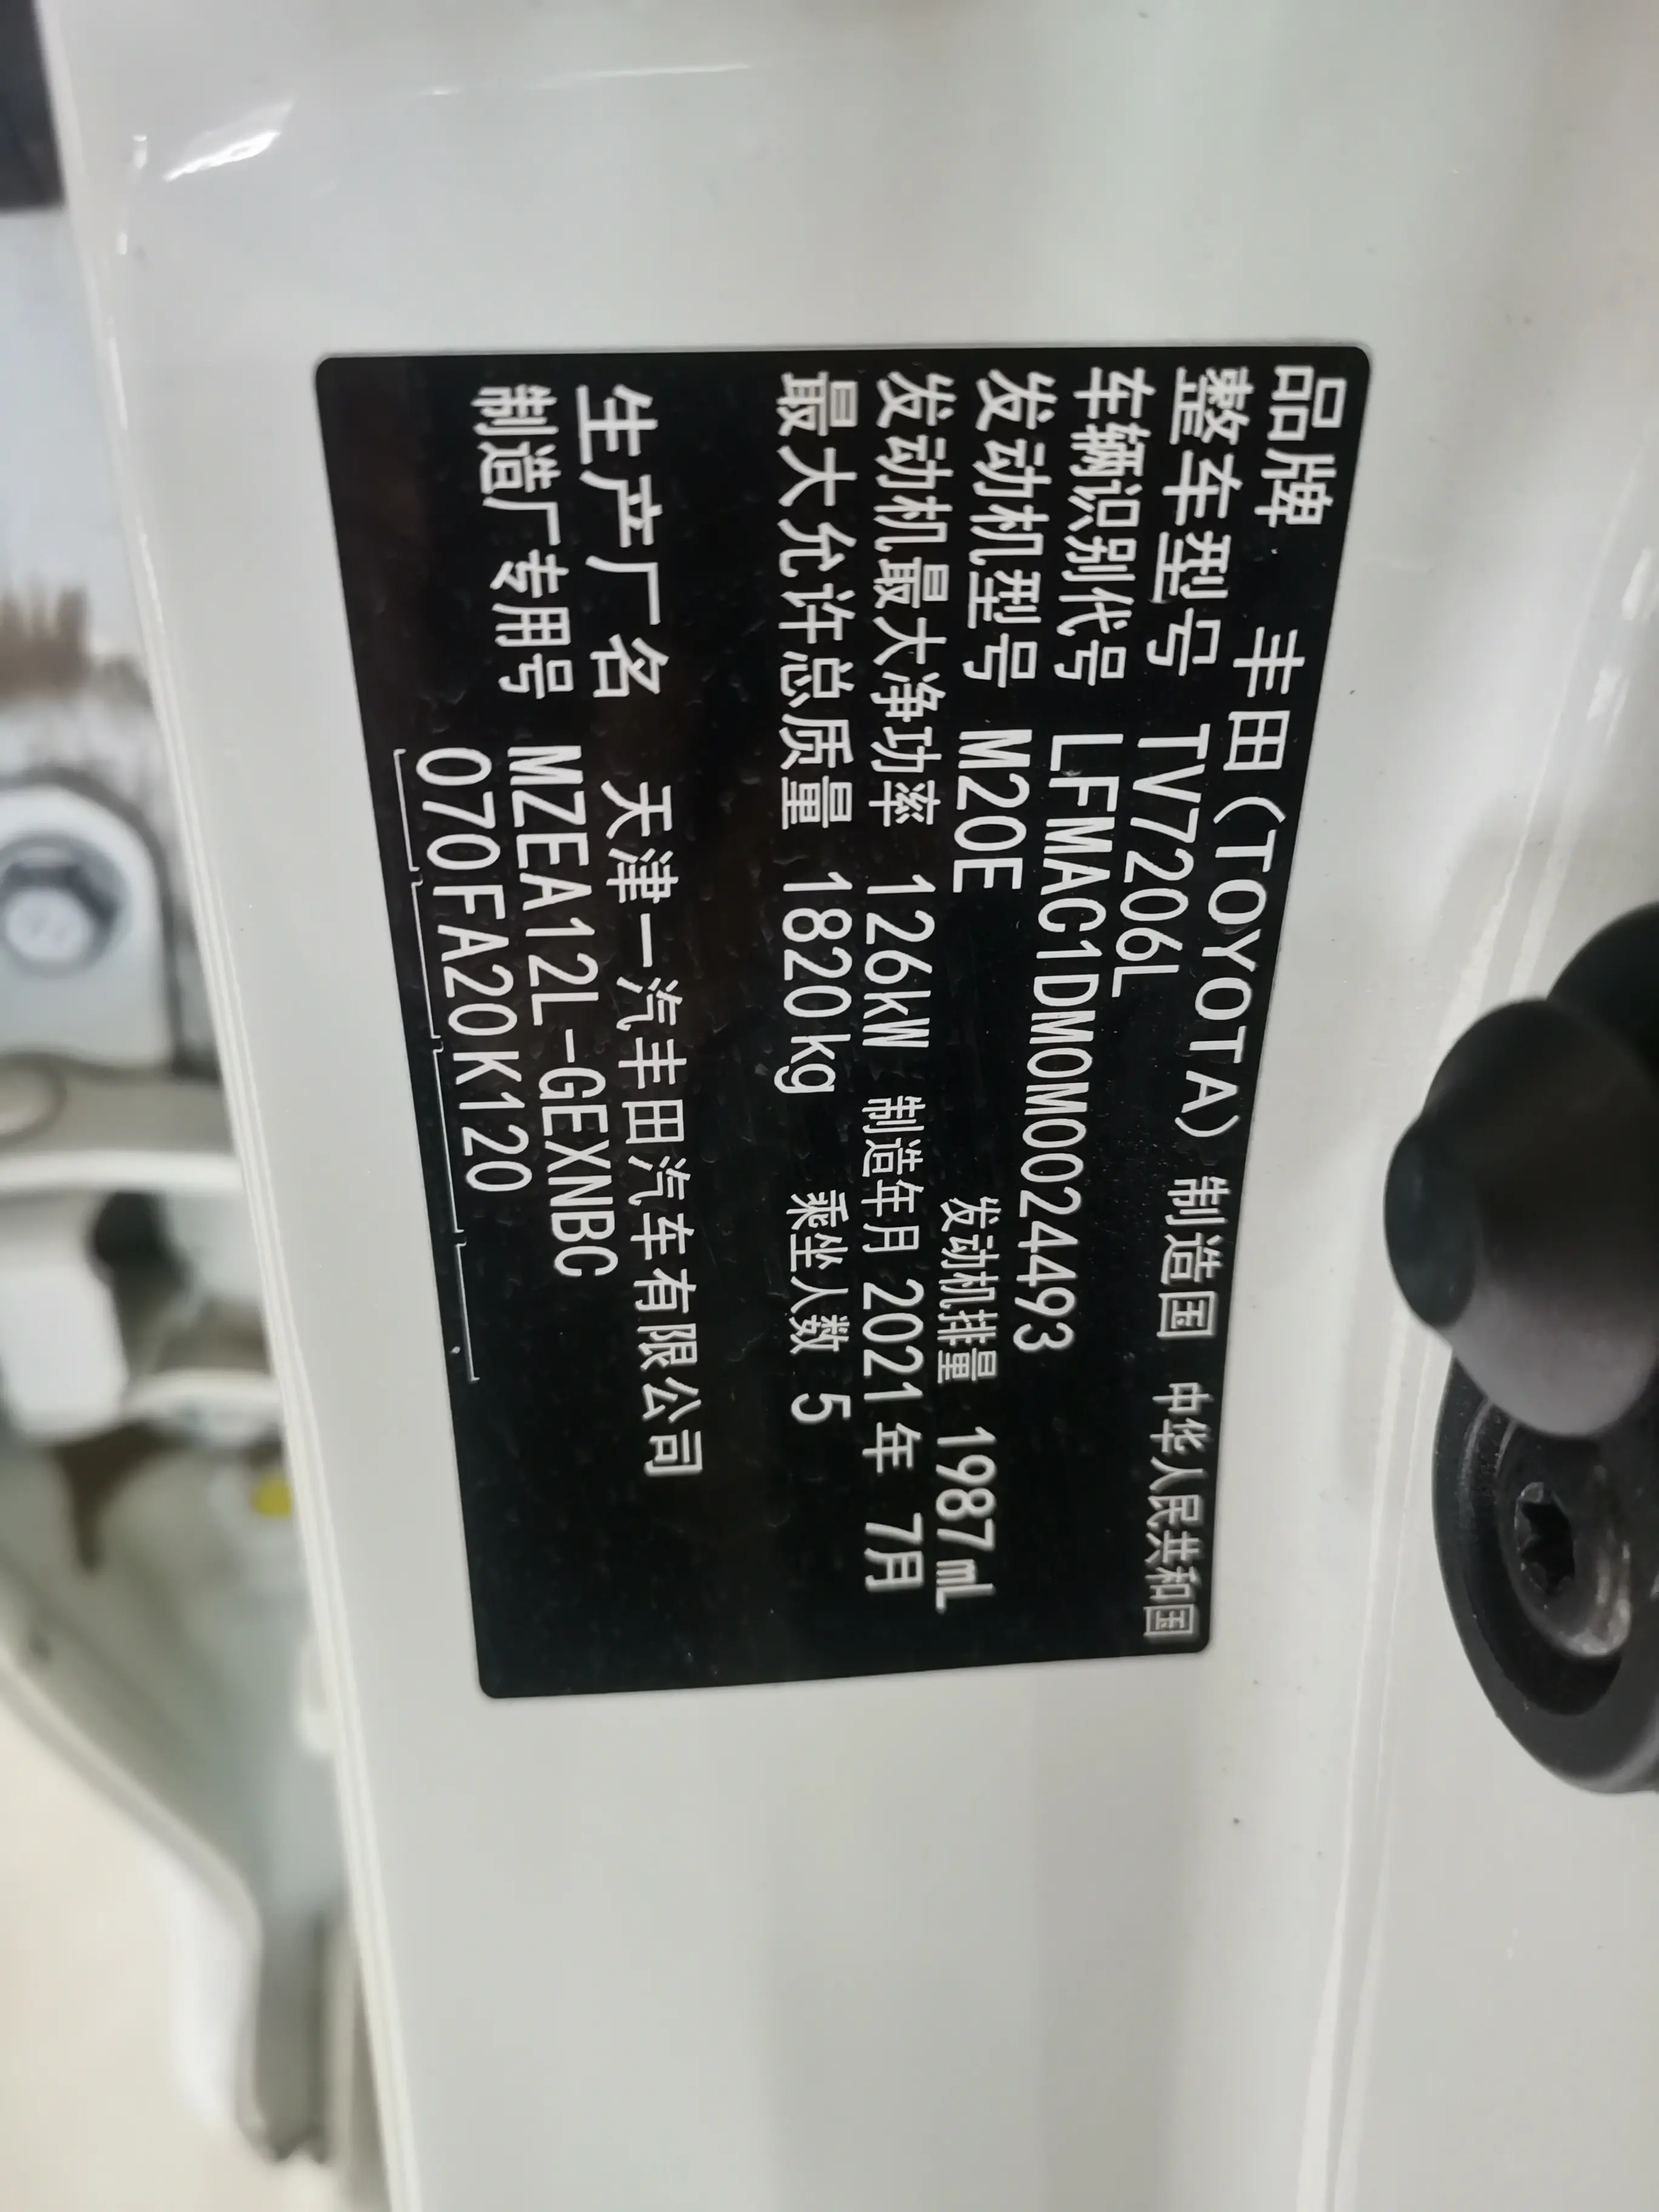 品牌 丰田(TOYOTA) 制造国 中华人民共和国
整车型号 TV7206L
车辆识别代号 LFMAC1DM0M0024493
发动机型号 M20E 发动机排量 1987mL
发动机最大净功率 126kW 制造年月 2021年 7月
最大允许总质量 1820kg 乘坐人数 5
生产厂名 天津一汽丰田汽车有限公司
制造厂专用号 MZEA12L-GEXNBC
070FA20K120